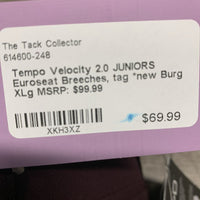 The Tack Collector
614600-248
Tempo Velocity 2.0 JUNIORS
Euroseat Breeches, tag *new Burg
XLg MSRP: $99.99
$69.99
XKH3XZ